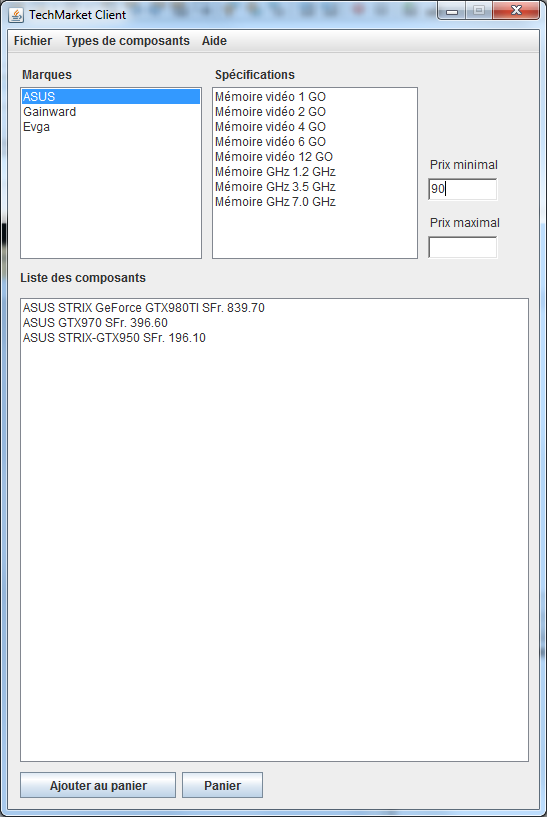 TechMarket Client
Fichier Types de composants Aide
Marques
ASUS
Gainward
Evga
Spécifications
Mémoire vidéo 1 GO
Mémoire vidéo 2 GO
Mémoire vidéo 4 GO
Mémoire vidéo 6 GO
Mémoire vidéo 12 GO
Mémoire GHz 1.2 GHz
Mémoire GHz 3.5 GHz
Mémoire GHz 7.0 GHz
Prix minimal
90
Prix maximal
Liste des composants
ASUS STRIX GeForce GTX980TI SFr. 839.70
ASUS GTX970 SFr. 396.60
ASUS STRIX-GTX950 SFr. 196.10
Ajouter au panier
Panier